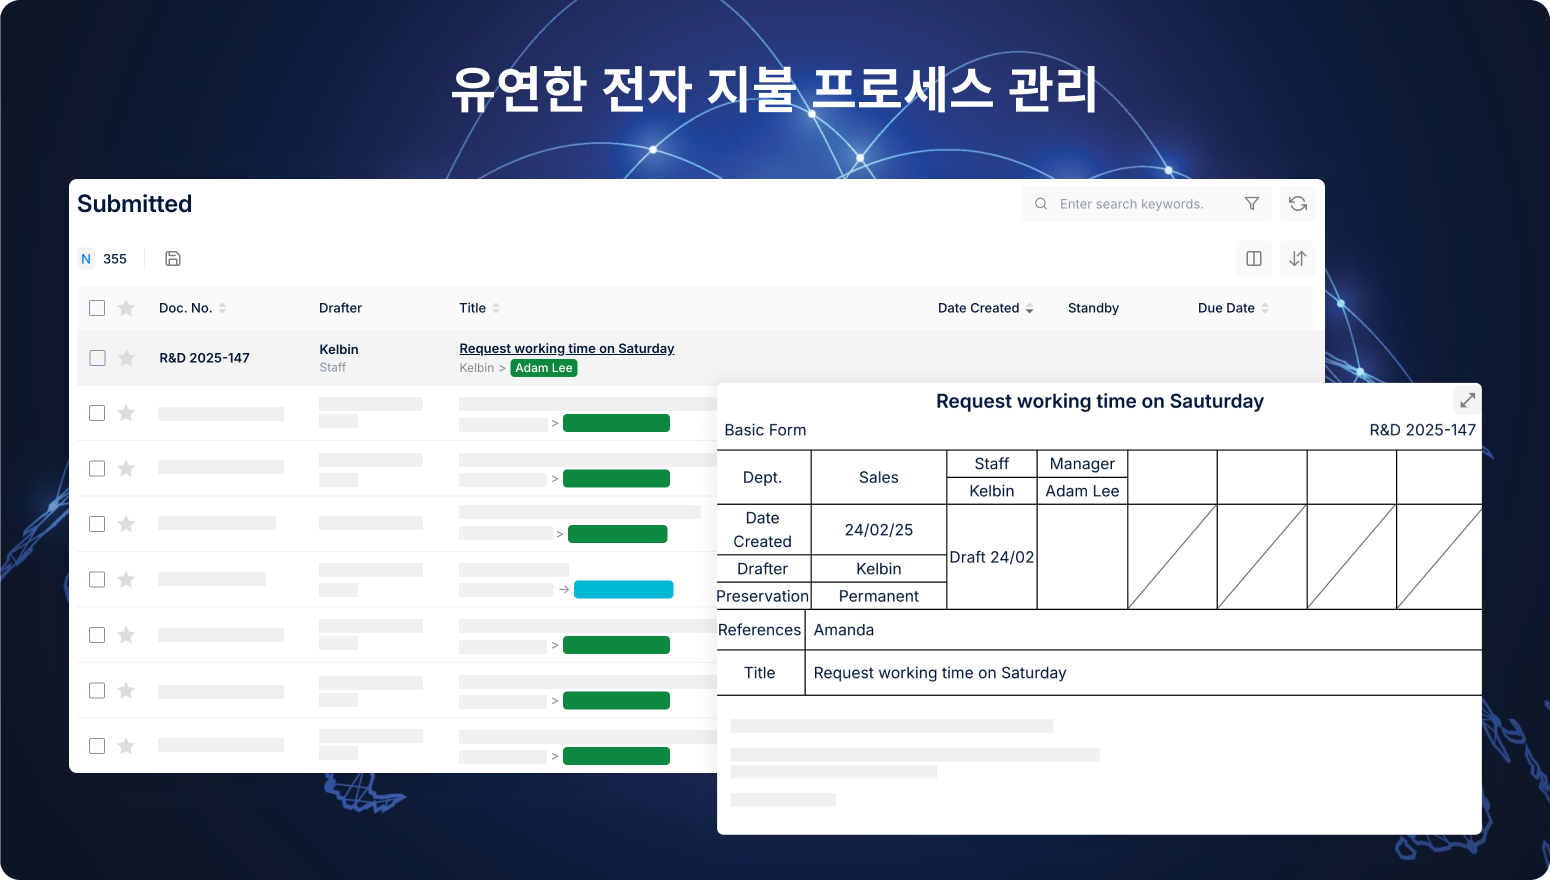 유연한 전자 지불 프로세스 관리
Submitted
Enter search keywords.
N 355
Doc. No. Drafter Title Date Created Standby Due Date
R&D 2025-147
Kelbin
Staff
Request working time on Saturday
Kelbin > Adam Lee
>
>
>
→
>
>
>
Request working time on Sauturday
Basic Form R&D 2025-147
Dept. Sales
Staff Manager
Kelbin Adam Lee
Date
Created
24/02/25
Draft 24/02
Drafter Kelbin
Preservation Permanent
References Amanda
Title Request working time on Saturday